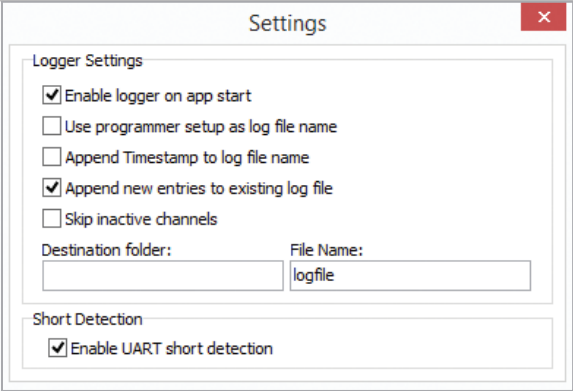 Settings
Logger Settings
Enable logger on app start
Use programmer setup as log file name
Append Timestamp to log file name
Append new entries to existing log file
Skip inactive channels
Destination folder: File Name:
logfile
Short Detection
Enable UART short detection